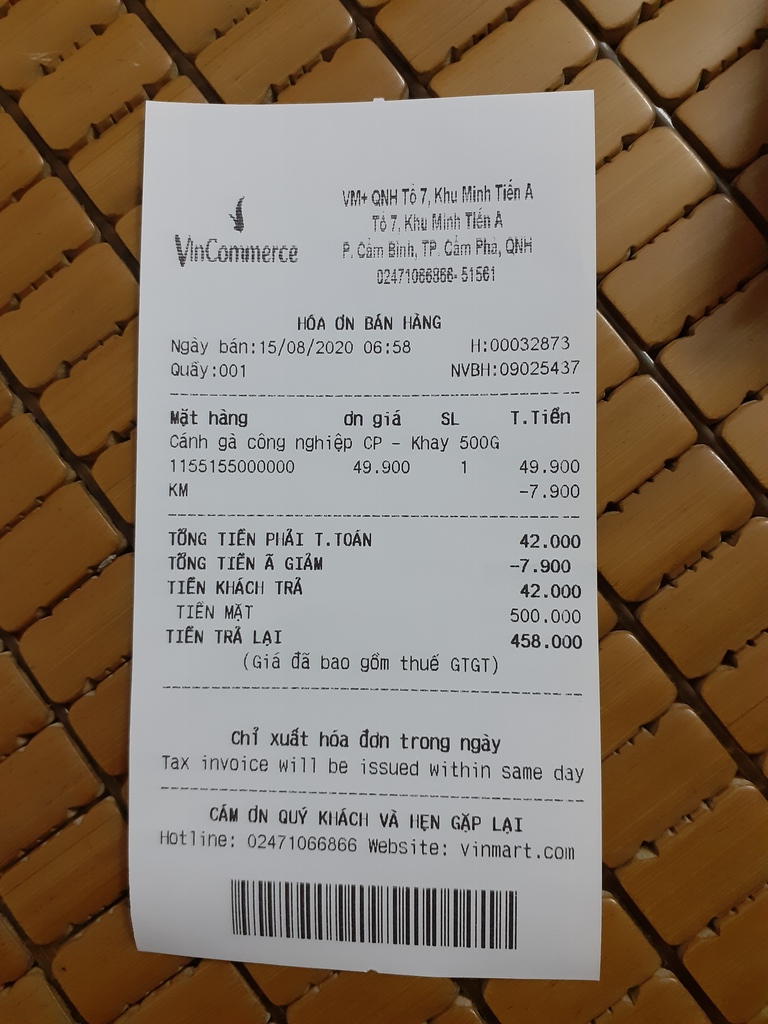 VinCommerce
VM+ QNH Tổ 7, Khu Minh Tiến A
Tổ 7, Khu Minh Tiến A
P. Cẩm Bình, TP. Cẩm Phả, QNH
02471066866-51561
HÓA ƠN BÁN HÀNG
Ngày bán:15/08/2020 06:58 H:00032873
Quầy:001 NVBH:09025437
Mặt hàng ơn giá SL T.Tiền
Cánh gà công nghiệp CP - Khay 500G
1155155000000 49.900 1 49.900
KM -7.900
TỔNG TIỀN PHẢI T.TOÁN 42.000
TỔNG TIỀN Ã GIẢM -7.900
TIỀN KHÁCH TRẢ 42.000
TIỀN MẶT 500.000
TIỀN TRẢ LẠI 458.000
(Giá đã bao gồm thuế GTGT)
Chỉ xuất hóa đơn trong ngày
Tax invoice will be issued within same day
CẢM ƠN QUÝ KHÁCH VÀ HẸN GẶP LẠI
Hotline: 02471066866 Website: vinmart.com